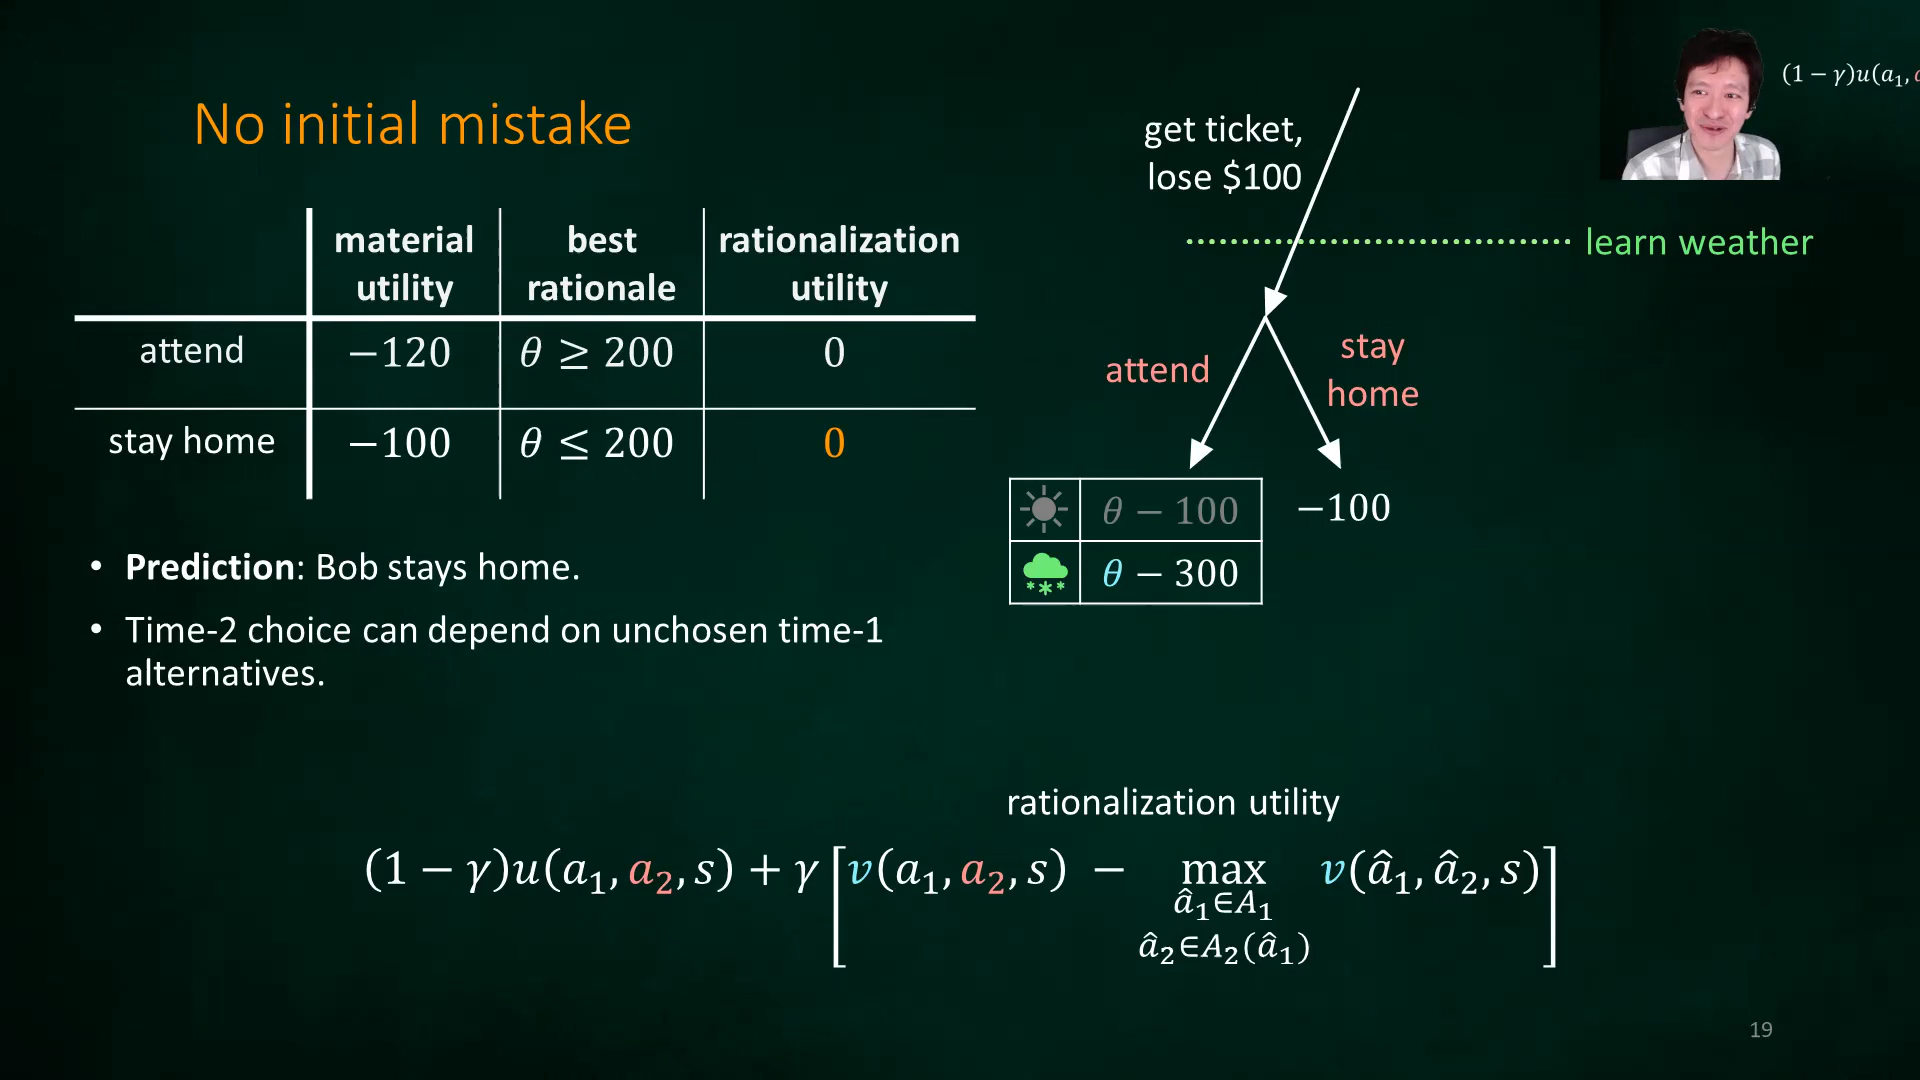 No initial mistake
material utility
best rationale
rationalization utility
attend
−120
θ ≥ 200
0
stay home
−100
θ ≤ 200
0
• Prediction: Bob stays home.
• Time-2 choice can depend on unchosen time-1
alternatives.
get ticket,
lose $100
learn weather
attend
stay
home
θ − 100
θ − 300
−100
rationalization utility
(1 − γ)u(a₁, a₂, s) + γ [v(a₁, a₂, s) − max v(â₁, â₂, s)]
â₁∈A₁
â₂∈A₂(â₁)
(1 − γ)u(a₁,
19